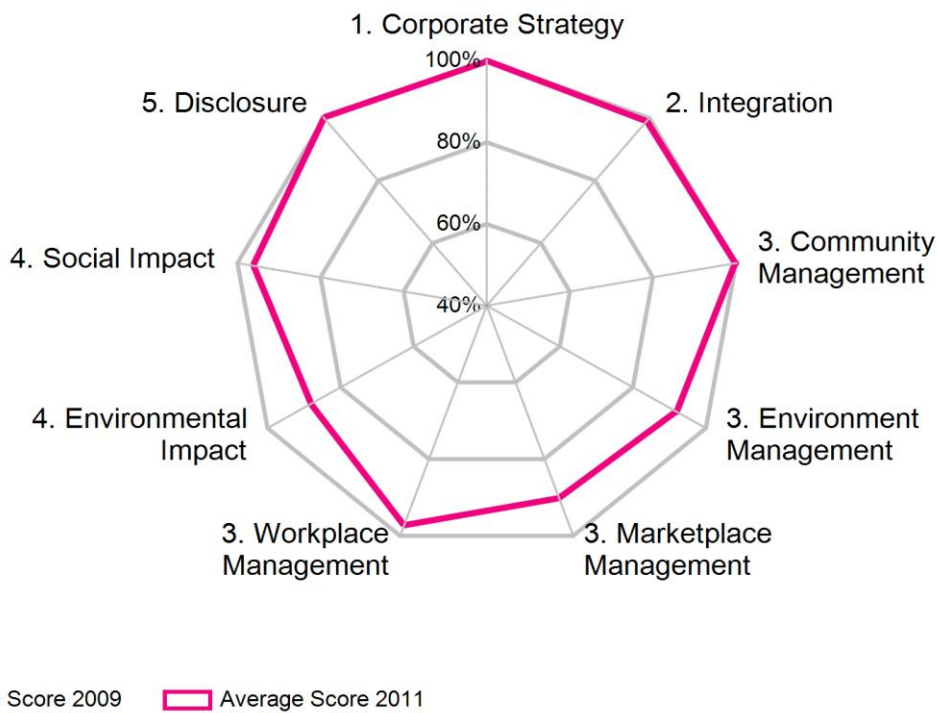 1. Corporate Strategy
100%
5. Disclosure
2. Integration
80%
60%
4. Social Impact
3. Community
Management
40%
4. Environmental
Impact
3. Environment
Management
3. Workplace
Management
3. Marketplace
Management
Score 2009
Average Score 2011